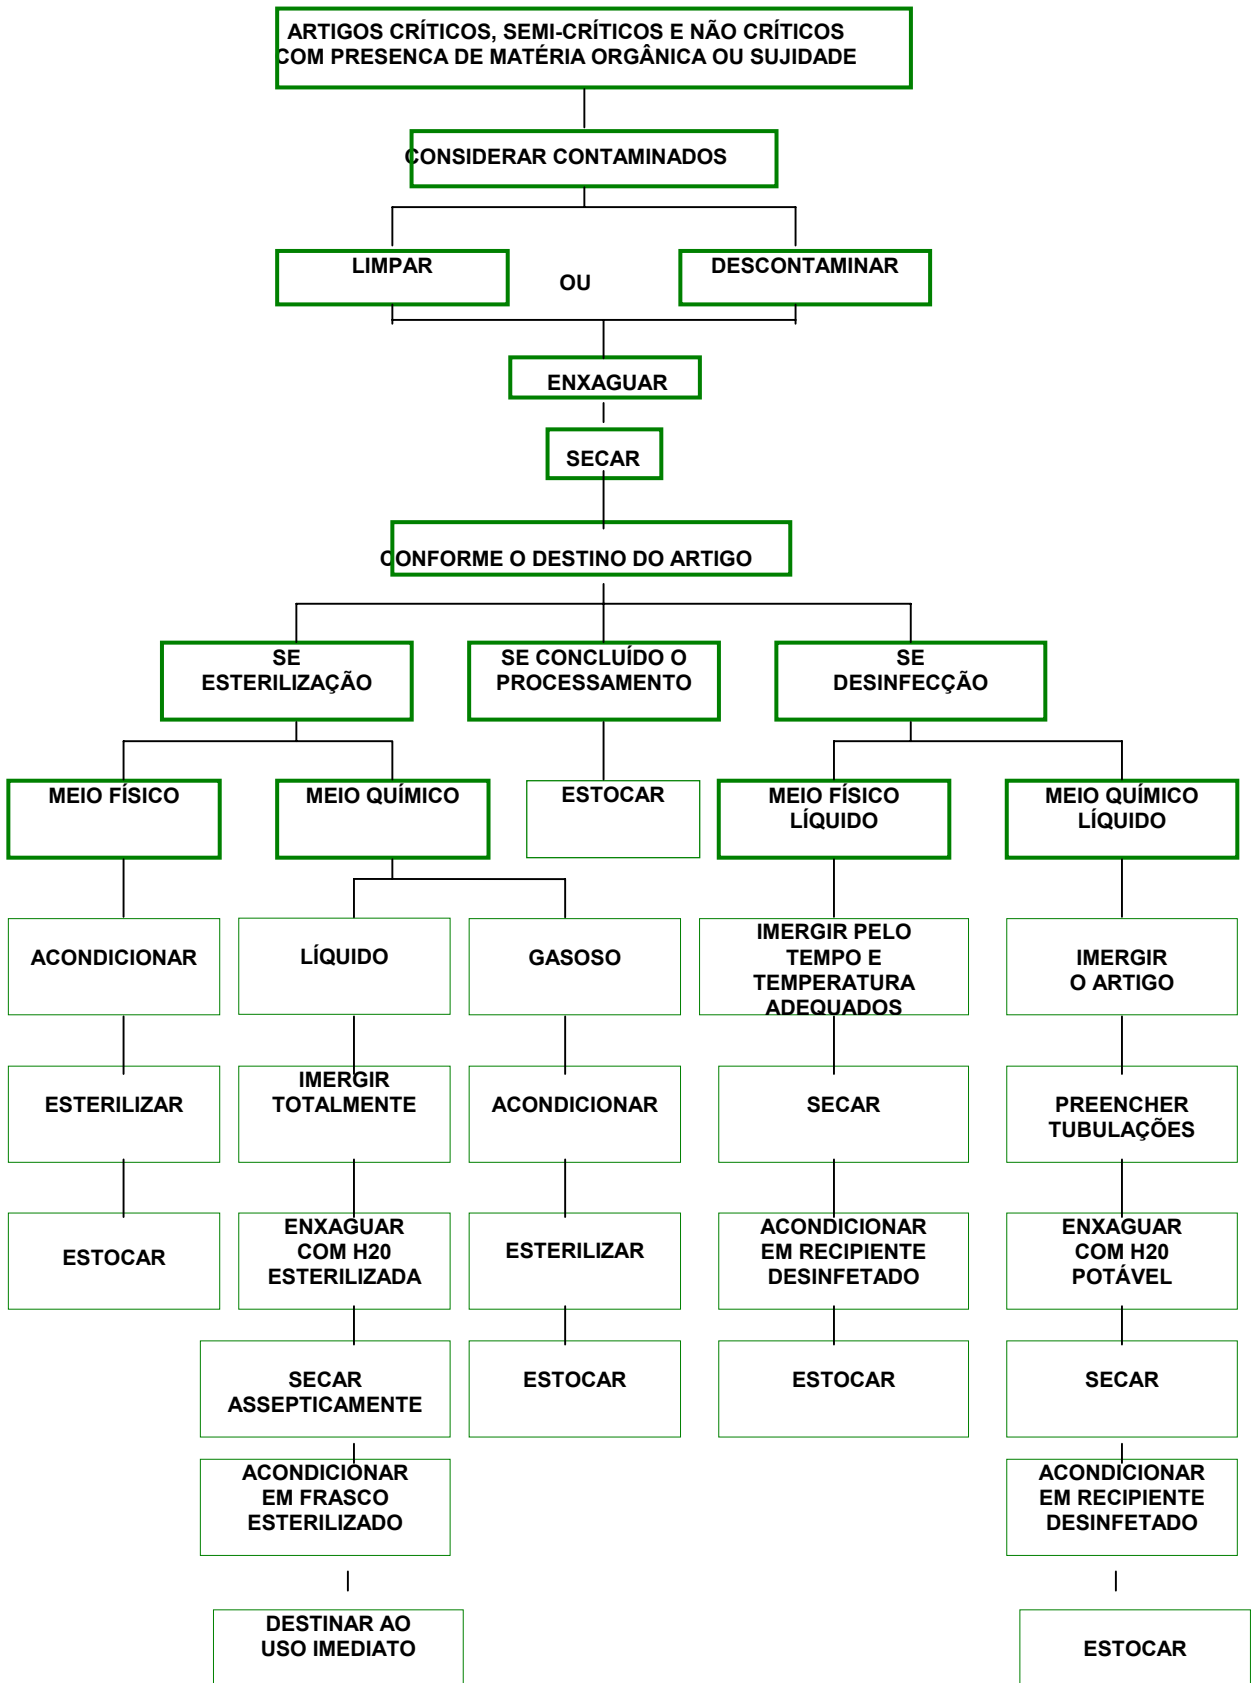 ARTIGOS CRÍTICOS, SEMI-CRÍTICOS E NÃO CRÍTICOS
COM PRESENCA DE MATÉRIA ORGÂNICA OU SUJIDADE
CONSIDERAR CONTAMINADOS
LIMPAR
OU
DESCONTAMINAR
ENXAGUAR
SECAR
CONFORME O DESTINO DO ARTIGO
SE
ESTERILIZAÇÃO
SE CONCLUÍDO O
PROCESSAMENTO
SE
DESINFECÇÃO
MEIO FÍSICO
MEIO QUÍMICO
ESTOCAR
MEIO FÍSICO
LÍQUIDO
MEIO QUÍMICO
LÍQUIDO
ACONDICIONAR
LÍQUIDO
GASOSO
IMERGIR PELO
TEMPO E
TEMPERATURA
ADEQUADOS
IMERGIR
O ARTIGO
ESTERILIZAR
IMERGIR
TOTALMENTE
ACONDICIONAR
SECAR
PREENCHER
TUBULAÇÕES
ESTOCAR
ENXAGUAR
COM H20
ESTERILIZADA
ESTERILIZAR
ACONDICIONAR
EM RECIPIENTE
DESINFETADO
ENXAGUAR
COM H20
POTÁVEL
SECAR
ASSEPTICAMENTE
ESTOCAR
ESTOCAR
SECAR
ACONDICIONAR
EM FRASCO
ESTERILIZADO
ACONDICIONAR
EM RECIPIENTE
DESINFETADO
DESTINAR AO
USO IMEDIATO
ESTOCAR